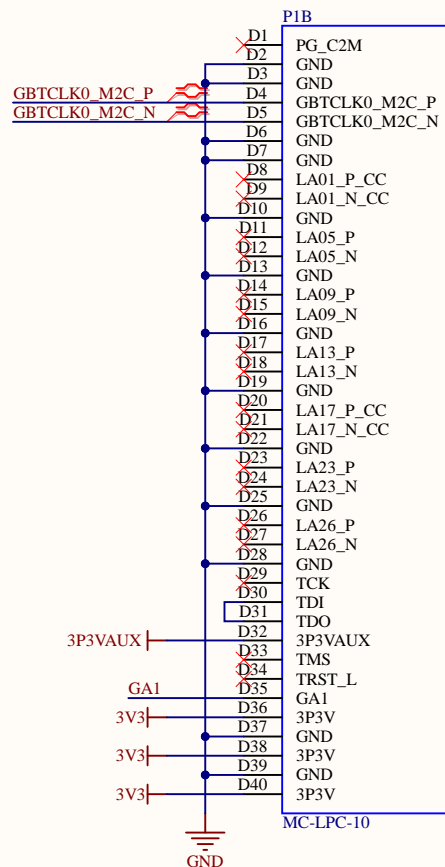 P1B
D1 PG_C2M
D2 GND
D3 GND
GBTCLK0_M2C_P D4 GBTCLK0_M2C_P
GBTCLK0_M2C_N D5 GBTCLK0_M2C_N
D6 GND
D7 GND
D8 LA01_P_CC
D9 LA01_N_CC
D10 GND
D11 LA05_P
D12 LA05_N
D13 GND
D14 LA09_P
D15 LA09_N
D16 GND
D17 LA13_P
D18 LA13_N
D19 GND
D20 LA17_P_CC
D21 LA17_N_CC
D22 GND
D23 LA23_P
D24 LA23_N
D25 GND
D26 LA26_P
D27 LA26_N
D28 GND
D29 TCK
D30 TDI
D31 TDO
3P3VAUX D32 3P3VAUX
D33 TMS
D34 TRST_L
GA1 D35 GA1
3V3 D36 3P3V
D37 GND
3V3 D38 3P3V
D39 GND
3V3 D40 3P3V
MC-LPC-10
GND